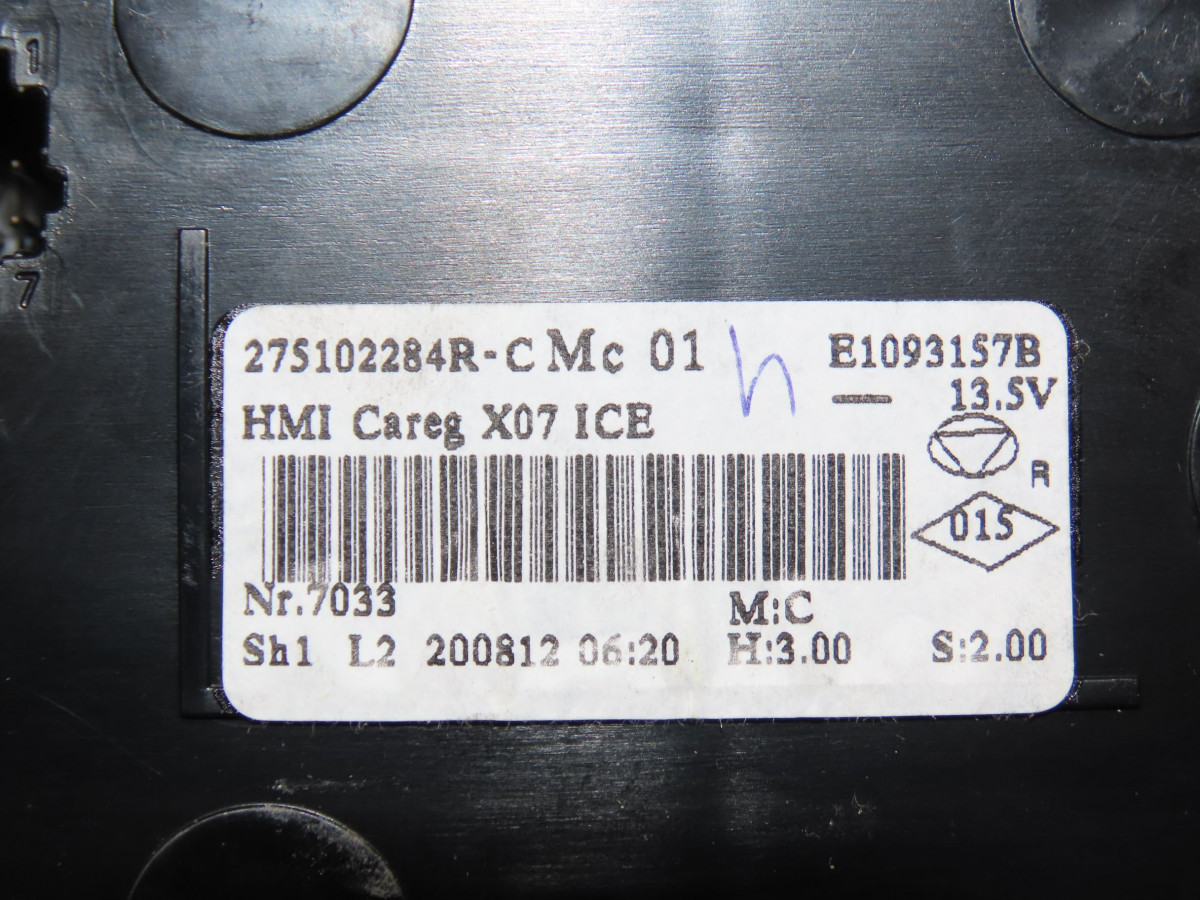 1
7
275102284R-C Mc 01 h E1093157B
13.5V
HMI Careg X07 ICE
R
015
Nr.7033 M:C
Sh1 L2 200812 06:20 H:3.00 S:2.00